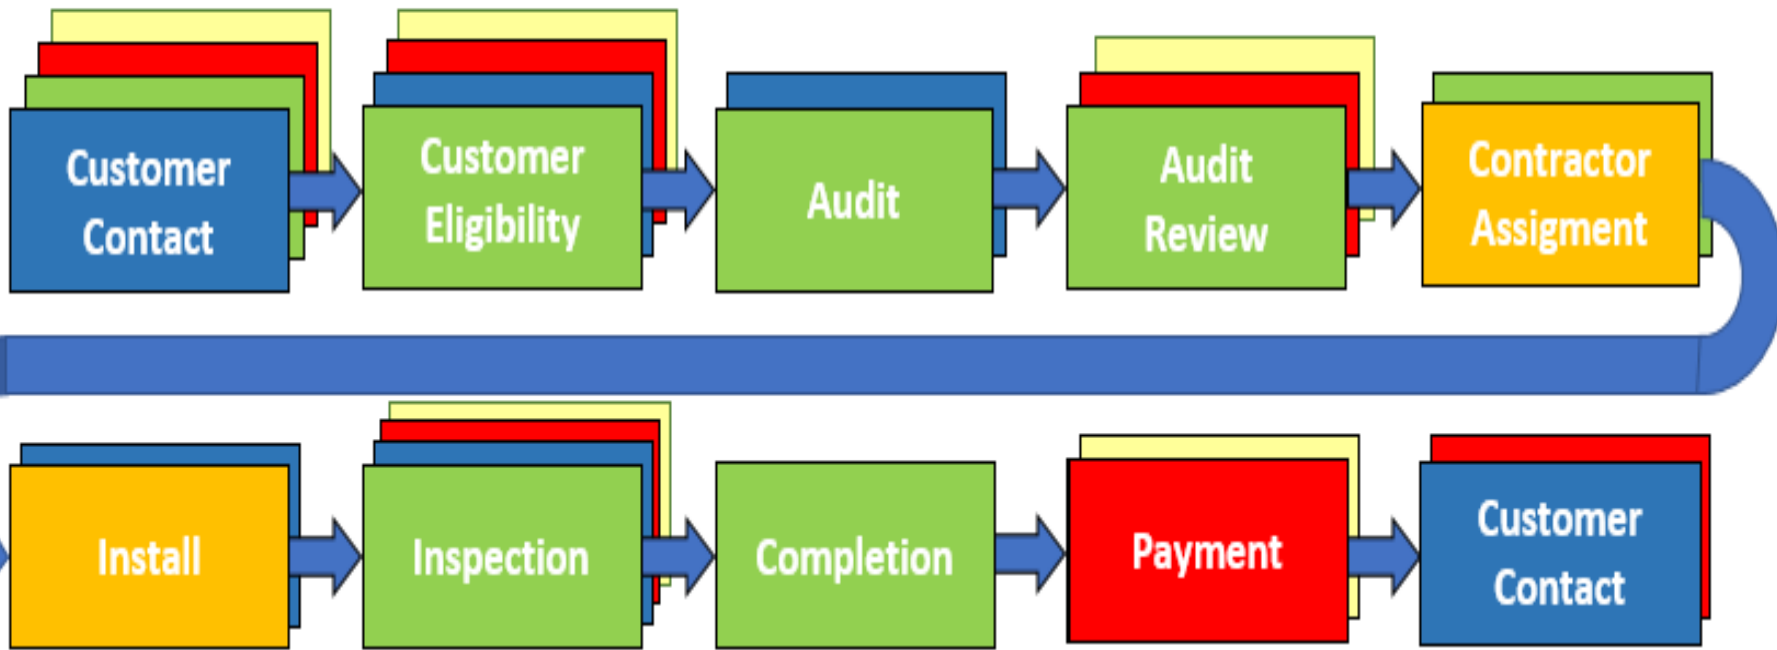 Customer
Contact
Customer
Eligibility
Audit
Audit
Review
Contractor
Assigment
Install
Inspection
Completion
Payment
Customer
Contact